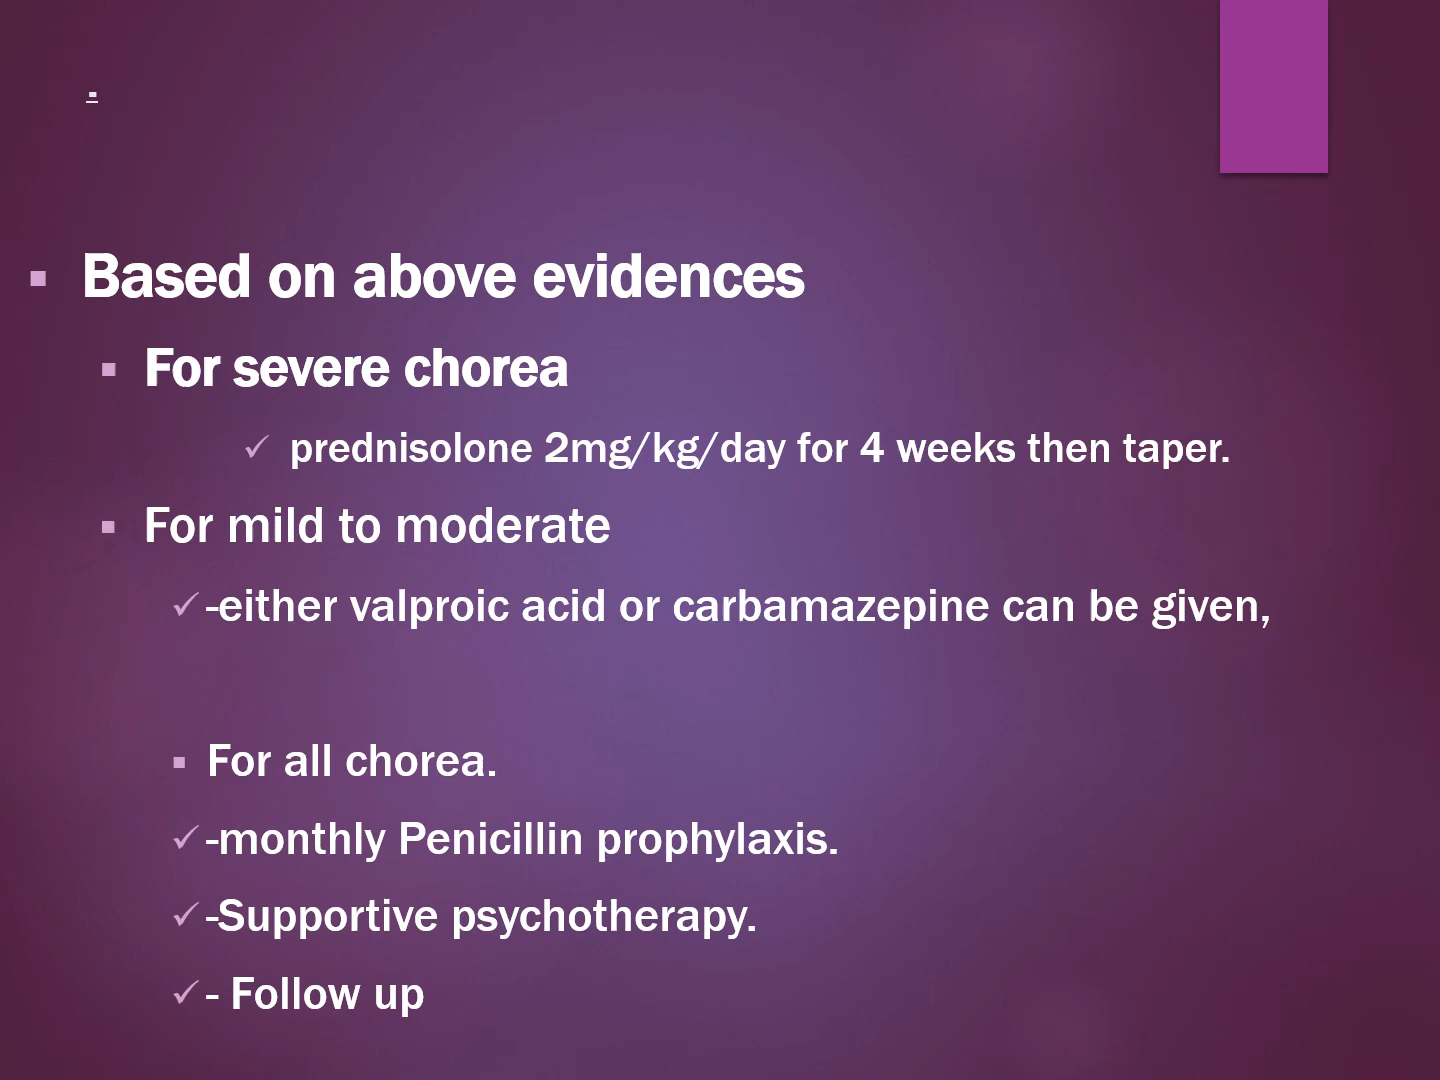 -
▪ Based on above evidences
▪ For severe chorea
✓ prednisolone 2mg/kg/day for 4 weeks then taper.
▪ For mild to moderate
✓ -either valproic acid or carbamazepine can be given,
▪ For all chorea.
✓ -monthly Penicillin prophylaxis.
✓ -Supportive psychotherapy.
✓ - Follow up